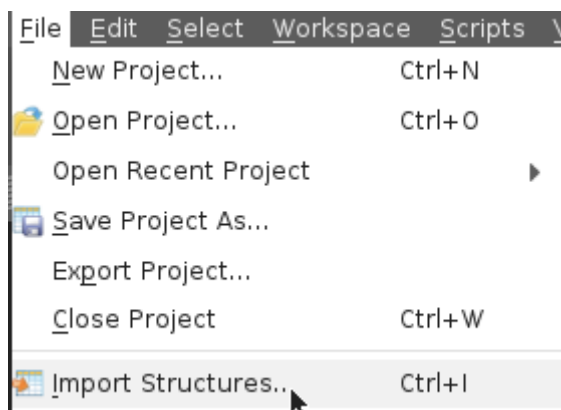 File Edit Select Workspace Scripts
New Project... Ctrl+N
Open Project... Ctrl+O
Open Recent Project
Save Project As...
Export Project...
Close Project Ctrl+W
Import Structures... Ctrl+I